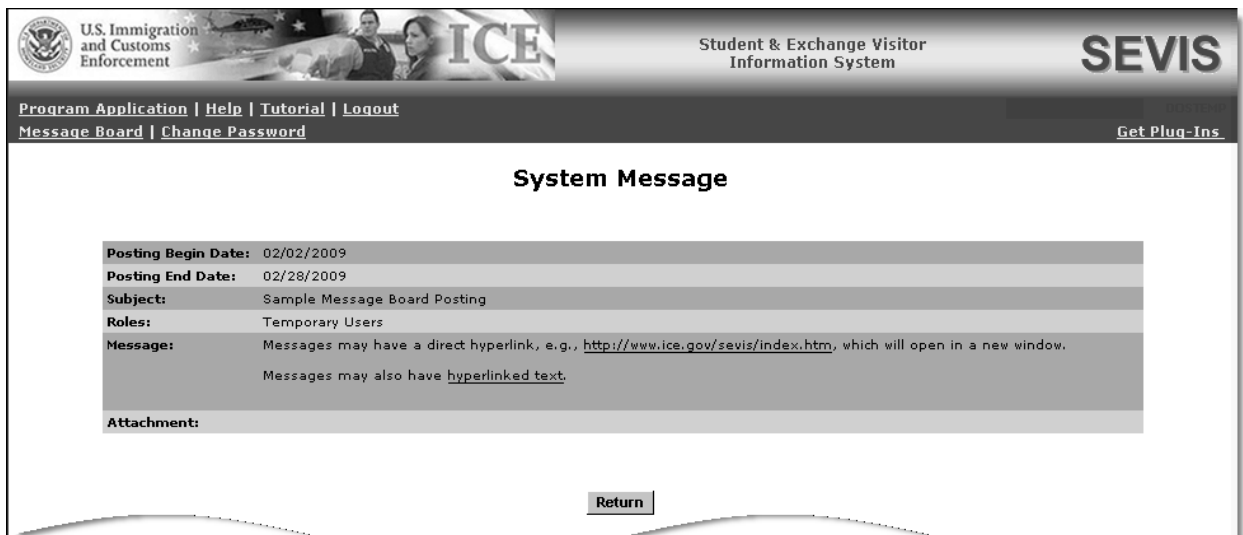 U.S. Immigration
and Customs
Enforcement
ICE
Student & Exchange Visitor
Information System
SEVIS
Program Application | Help | Tutorial | Logout
Message Board | Change Password
Get Plug-Ins
System Message
Posting Begin Date: 02/02/2009
Posting End Date: 02/28/2009
Subject: Sample Message Board Posting
Roles: Temporary Users
Message: Messages may have a direct hyperlink, e.g., http://www.ice.gov/sevis/index.htm, which will open in a new window.
Messages may also have hyperlinked text.
Attachment:
Return